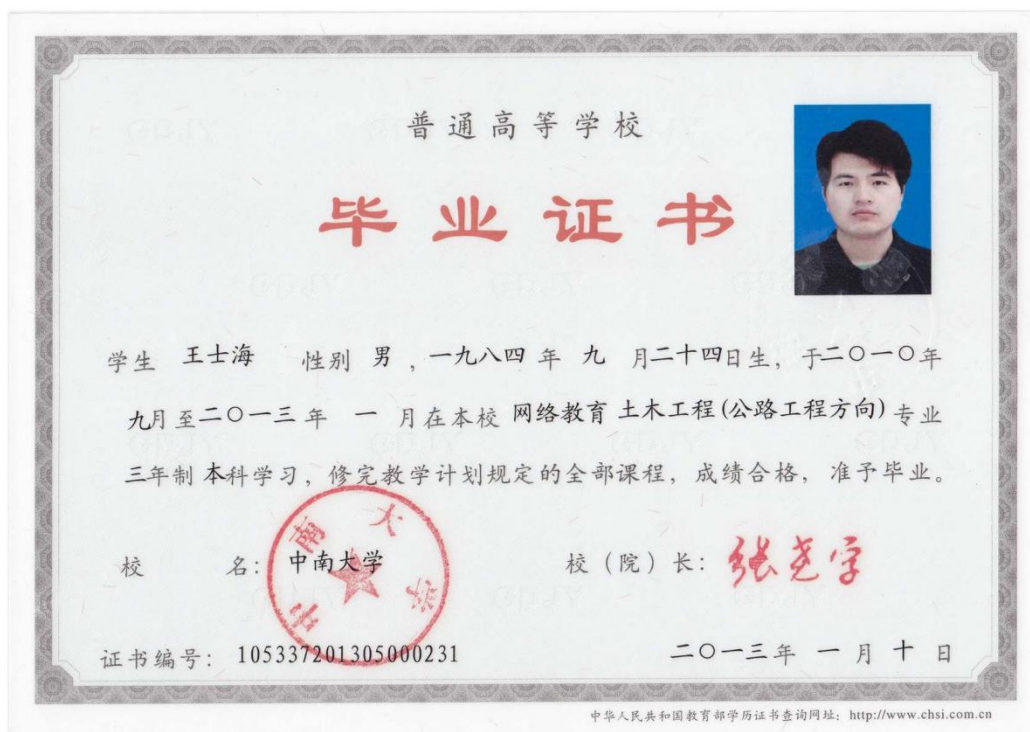 普通高等学校
毕业证书
学生 王士海 性别 男 ,一九八四 年 九 月二十四日生，于二〇一〇年
九月至二〇一三年 一 月在本校 网络教育 土木工程(公路工程方向)专业
三年制 本科学习，修完教学计划规定的全部课程，成绩合格，准予毕业。
校 名：中南大学
中南大学
校（院）长：张尧学
证书编号：105337201305000231
二〇一三年 一 月 十 日
中华人民共和国教育部学历证书查询网址：http://www.chsi.com.cn